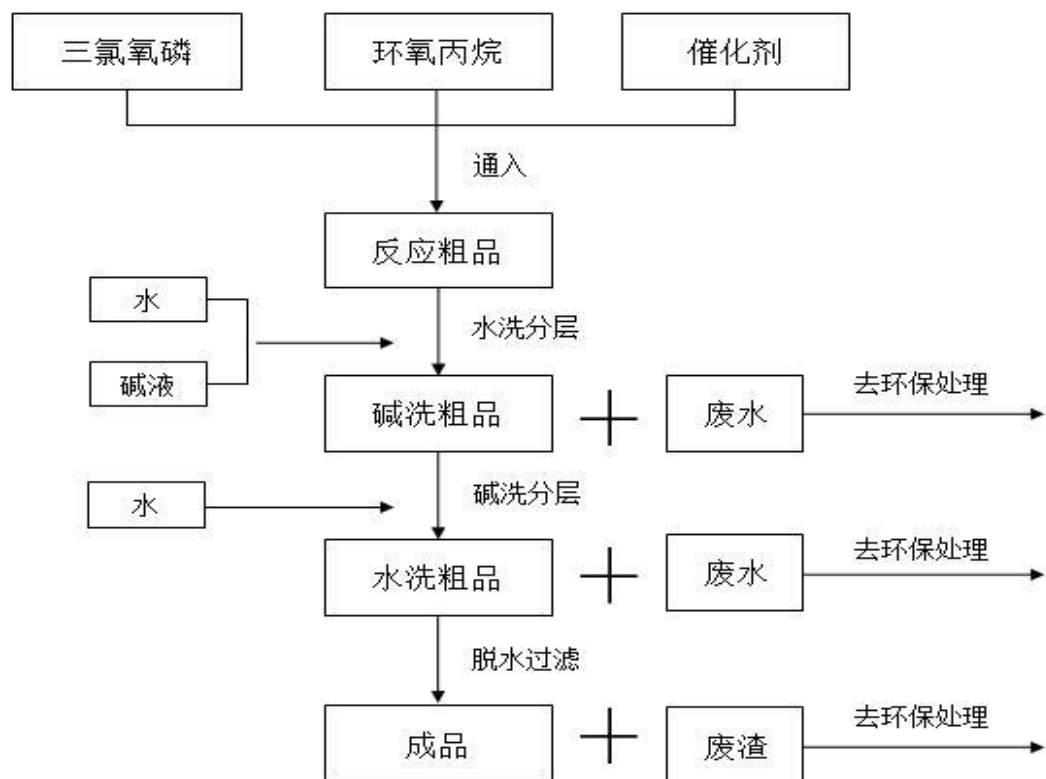 三氯氧磷
环氧丙烷
催化剂
通入
反应粗品
水
水洗分层
碱液
碱洗粗品
废水
去环保处理
水
碱洗分层
水洗粗品
废水
去环保处理
脱水过滤
成品
废渣
去环保处理